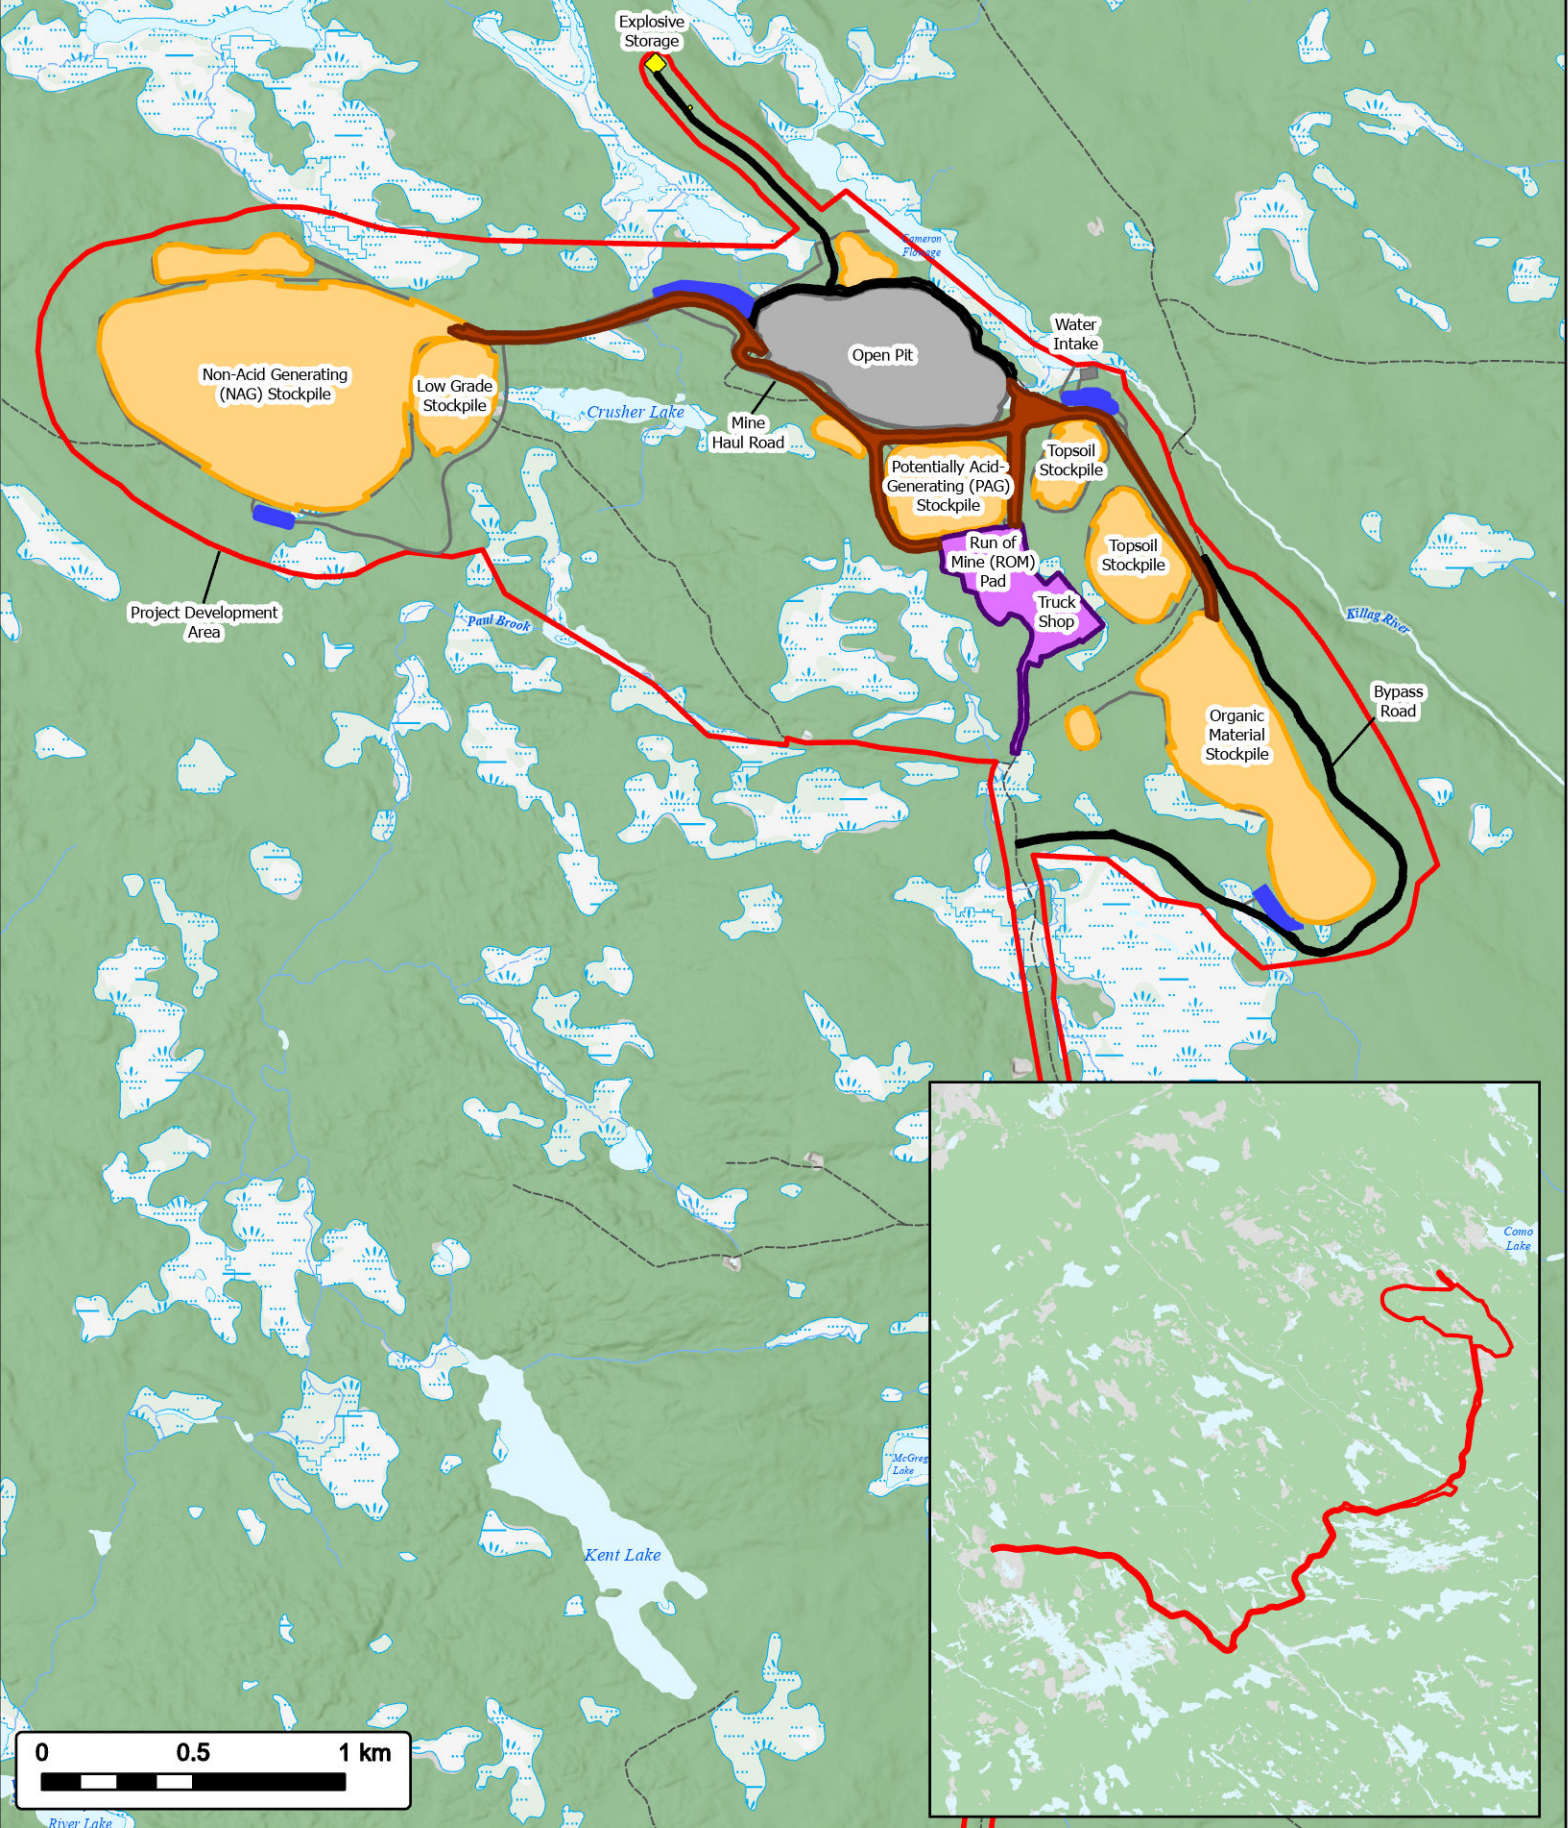 Explosive
Storage
Cameron
Flowage
Water
Intake
Open Pit
Non-Acid Generating
(NAG) Stockpile
Low Grade
Stockpile
Crusher Lake
Mine
Haul Road
Topsoil
Stockpile
Potentially Acid-
Generating (PAG)
Stockpile
Run of
Mine (ROM)
Pad
Topsoil
Stockpile
Truck
Shop
Project Development
Area
Paul Brook
Killag River
Bypass
Road
Organic
Material
Stockpile
Como
Lake
McGreg
Lake
Kent Lake
0 0.5 1 km
River Lake